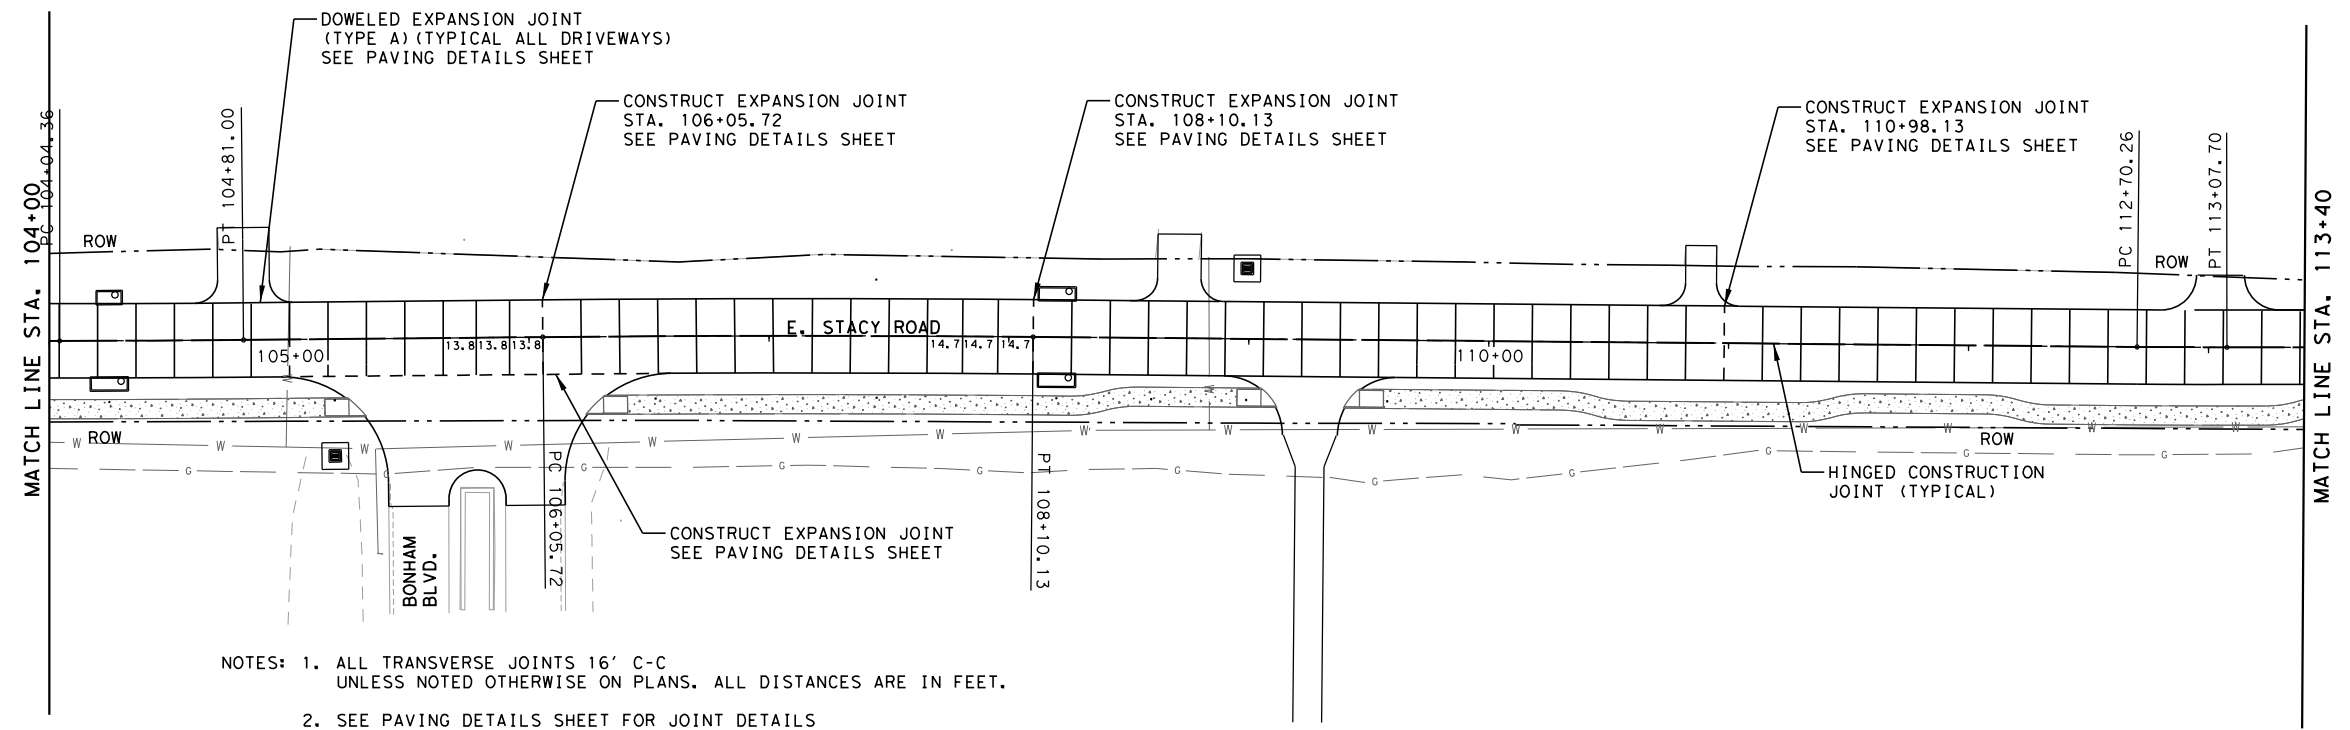 DOWELED EXPANSION JOINT
(TYPE A)(TYPICAL ALL DRIVEWAYS)
SEE PAVING DETAILS SHEET
CONSTRUCT EXPANSION JOINT
STA. 106+05.72
SEE PAVING DETAILS SHEET
CONSTRUCT EXPANSION JOINT
STA. 108+10.13
SEE PAVING DETAILS SHEET
CONSTRUCT EXPANSION JOINT
STA. 110+98.13
SEE PAVING DETAILS SHEET
MATCH LINE STA. 104+00
PC 104+04.36
PT 104+81.00
PC 112+70.26
PT 113+07.70
MATCH LINE STA. 113+40
ROW
ROW
E. STACY ROAD
13.8 13.8 13.8
14.7 14.7 14.7
105+00
110+00
W
W
ROW
W W W W W W W W W W W W W W W W
ROW
G G G G G G G G G G G
PC 106+05.72
PT 108+10.13
HINGED CONSTRUCTION
JOINT (TYPICAL)
CONSTRUCT EXPANSION JOINT
SEE PAVING DETAILS SHEET
BONHAM
BLVD.
NOTES: 1. ALL TRANSVERSE JOINTS 16' C-C
UNLESS NOTED OTHERWISE ON PLANS. ALL DISTANCES ARE IN FEET.
2. SEE PAVING DETAILS SHEET FOR JOINT DETAILS